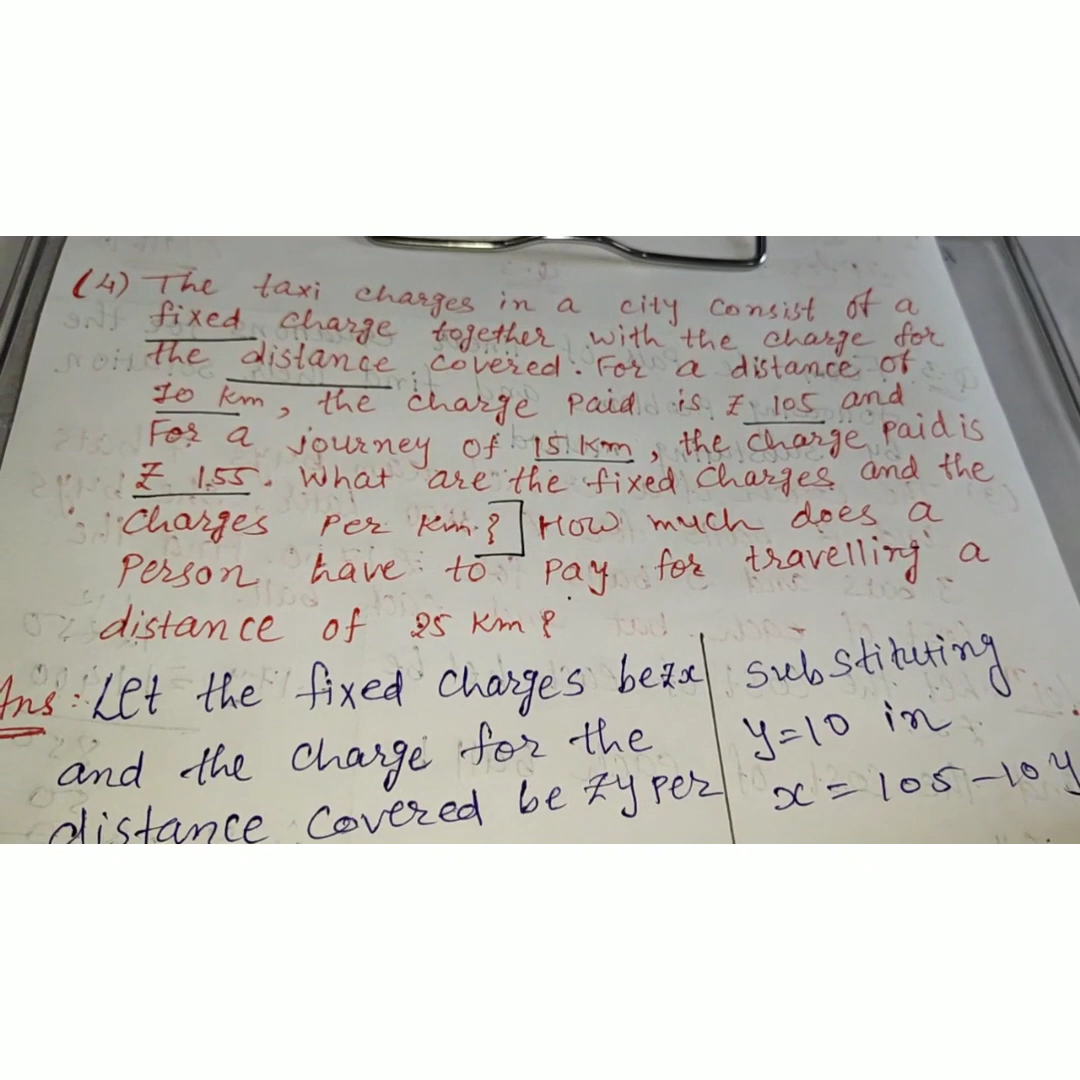 (4) The taxi charges in a city consist of a
fixed charge together with the charge for
the distance covered. For a distance of
10 km, the charge paid is ₹ 105 and
For a journey of 15 km, the charge paid is
₹ 155. What are the fixed charges and the
Charges Per Km.?] How much does a
Person have to pay for travelling a
distance of 25 km?
Ans: Let the fixed charges be ₹x
and the charge for the
distance covered be ₹y per
substituting
y=10 in
x = 105 - 10y